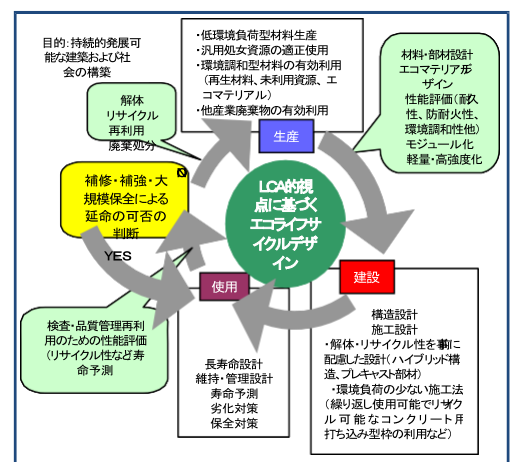 目的：持続的発展可
能な建築および社
会の構築
・低環境負荷型材料生産
・汎用処女資源の適正使用
・環境調和型材料の有効利用
（再生材料、未利用資源、エ
コマテリアル）
・他産業廃棄物の有効利用
生産
材料・部材設計
エコマテリアルデ
ザイン
性能評価（耐久
性、防耐火性、
環境調和性他）
モジュール化
軽量・高強度化
解体
リサイクル
再利用
廃棄処分
補修・補強・大
規模保全による
延命の可否の
判断
YES
LCA的視
点に基づく
エコライフサ
イクルデザ
イン
使用
建設
検査・品質管理再利
用のための性能評価
（リサイクル性など寿
命予測
長寿命設計
維持・管理設計
寿命予測
劣化対策
保全対策
構造設計
施工設計
・解体・リサイクル性を事前に
配慮した設計（ハイブリッド構
造、プレキャスト部材）
・環境負荷の少ない施工法
（繰り返し使用可能でリサイク
ル可能なコンクリート用
打ち込み型枠の利用など）